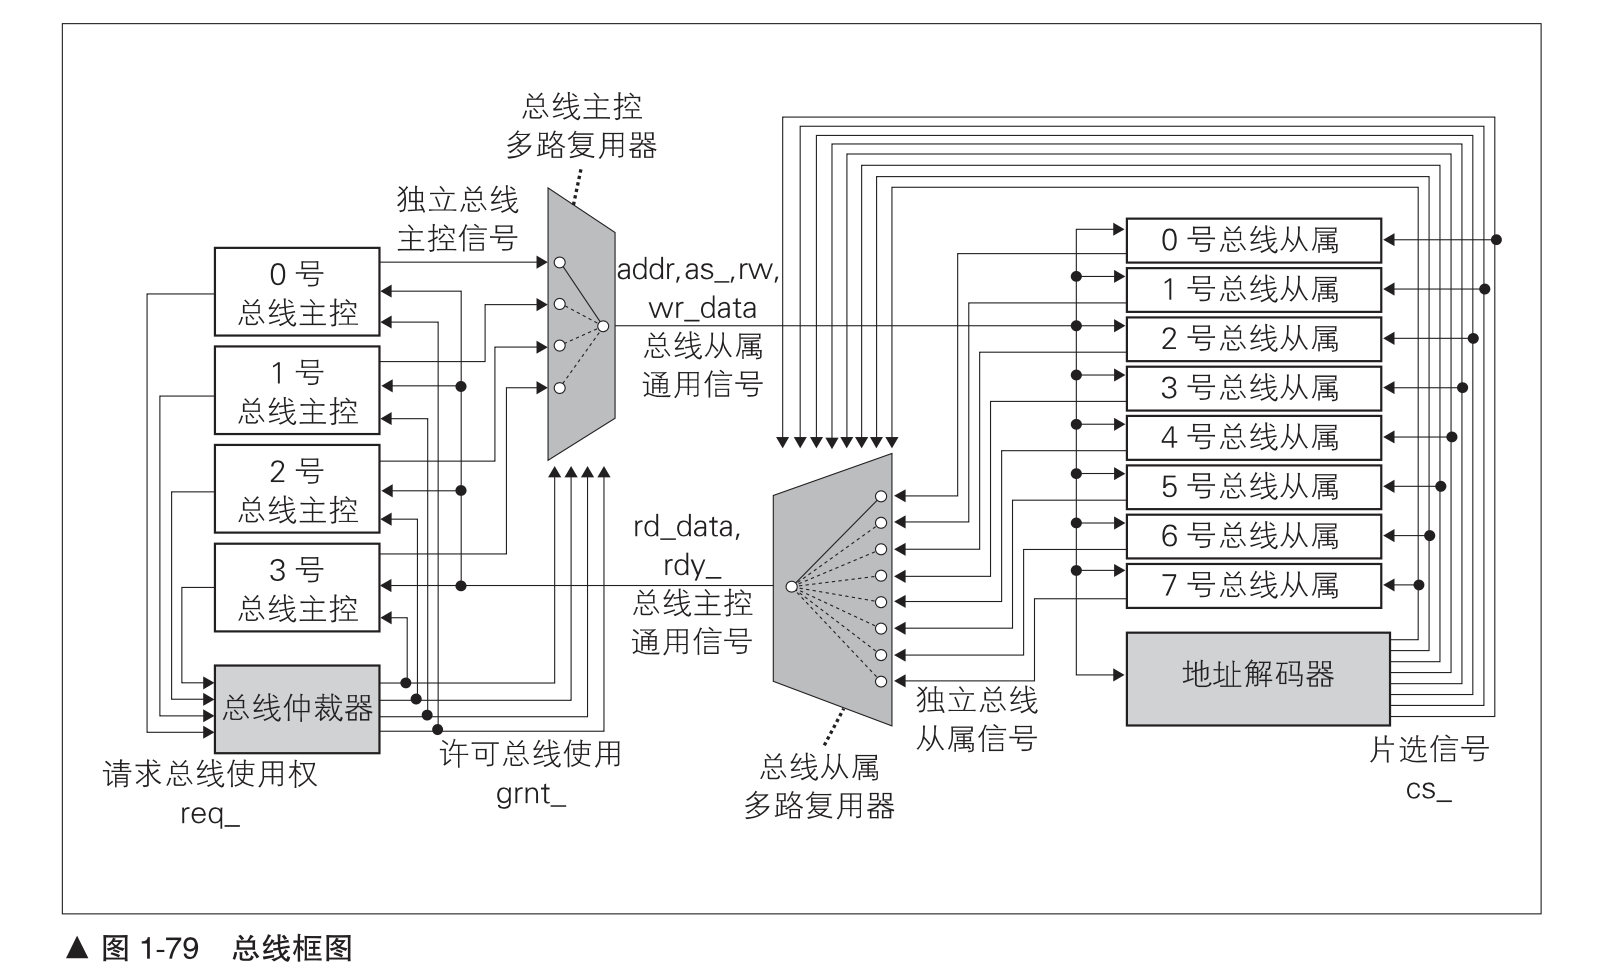 总线主控
多路复用器
独立总线
主控信号
0 号
总线主控
1 号
总线主控
2 号
总线主控
3 号
总线主控
总线仲裁器
请求总线使用权
req_
许可总线使用
grnt_
addr,as_,rw,
wr_data
总线从属
通用信号
rd_data,
rdy_
总线主控
通用信号
总线从属
多路复用器
独立总线
从属信号
0 号总线从属
1 号总线从属
2 号总线从属
3 号总线从属
4 号总线从属
5 号总线从属
6 号总线从属
7 号总线从属
地址解码器
片选信号
cs_
▲ 图 1-79 总线框图